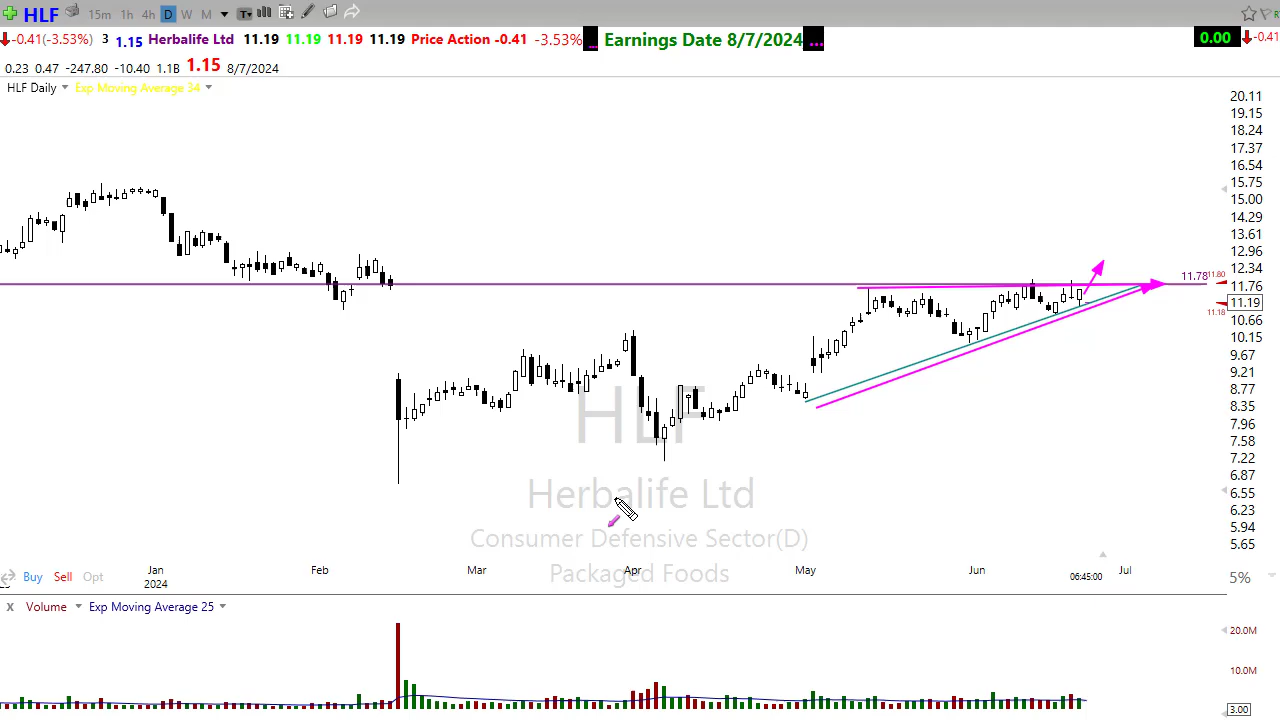 HLF 15m 1h 4h D W M T
-0.41(-3.53%) 3 1.15 Herbalife Ltd 11.19 11.19 11.19 11.19 Price Action -0.41 -3.53% ... Earnings Date 8/7/2024 ... 0.00 -0.41
0.23 0.47 -247.80 -10.40 1.1B 1.15 8/7/2024
HLF Daily Exp Moving Average 34
20.11
19.15
18.24
17.37
16.54
15.75
15.00
14.29
13.61
12.96
12.34
11.78 11.80
11.76
11.19
11.18
10.66
10.15
9.67
9.21
8.77
8.35
7.96
7.58
7.22
6.87
6.55
6.23
5.94
5.65
HLF
Herbalife Ltd
Consumer Defensive Sector(D)
Packaged Foods
Jan Feb Mar Apr May Jun Jul
2024
Buy Sell Opt 06:45:00 5%
X Volume Exp Moving Average 25
20.0M
10.0M
3.00